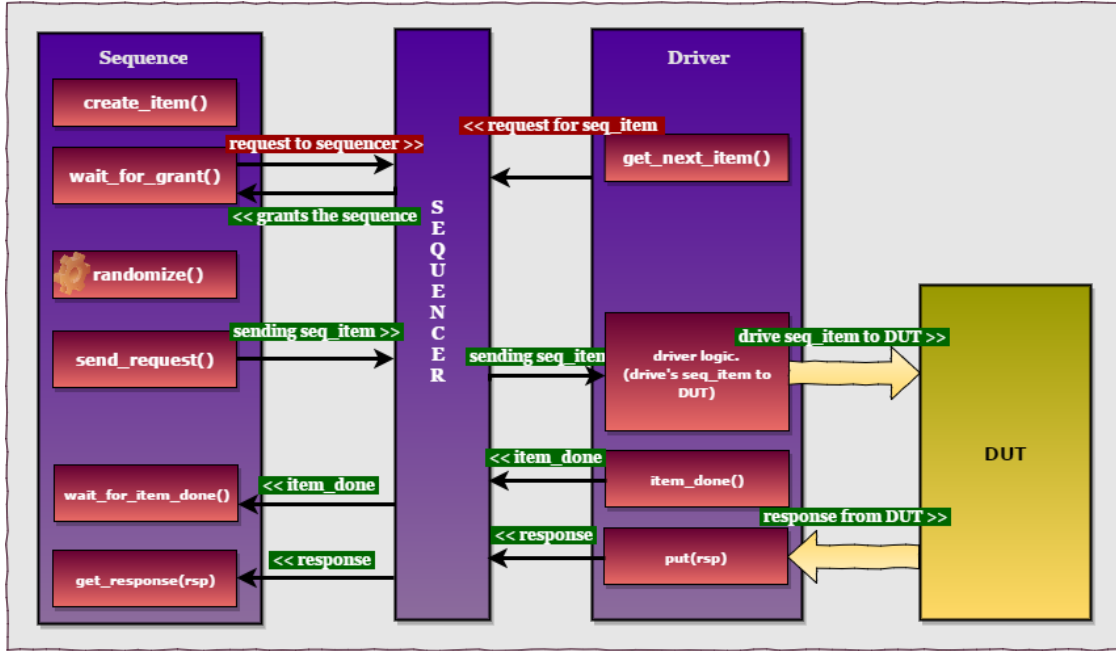 Sequence
create_item()
request to sequencer >>
wait_for_grant()
<< grants the sequence
randomize()
sending seq_item >>
send_request()
<< item_done
wait_for_item_done()
<< response
get_response(rsp)
S
E
Q
U
E
N
C
E
R
Driver
<< request for seq_item
get_next_item()
sending seq_item
driver logic.
(drive's seq_item to
DUT)
<< item_done
item_done()
<< response
put(rsp)
drive seq_item to DUT >>
response from DUT >>
DUT